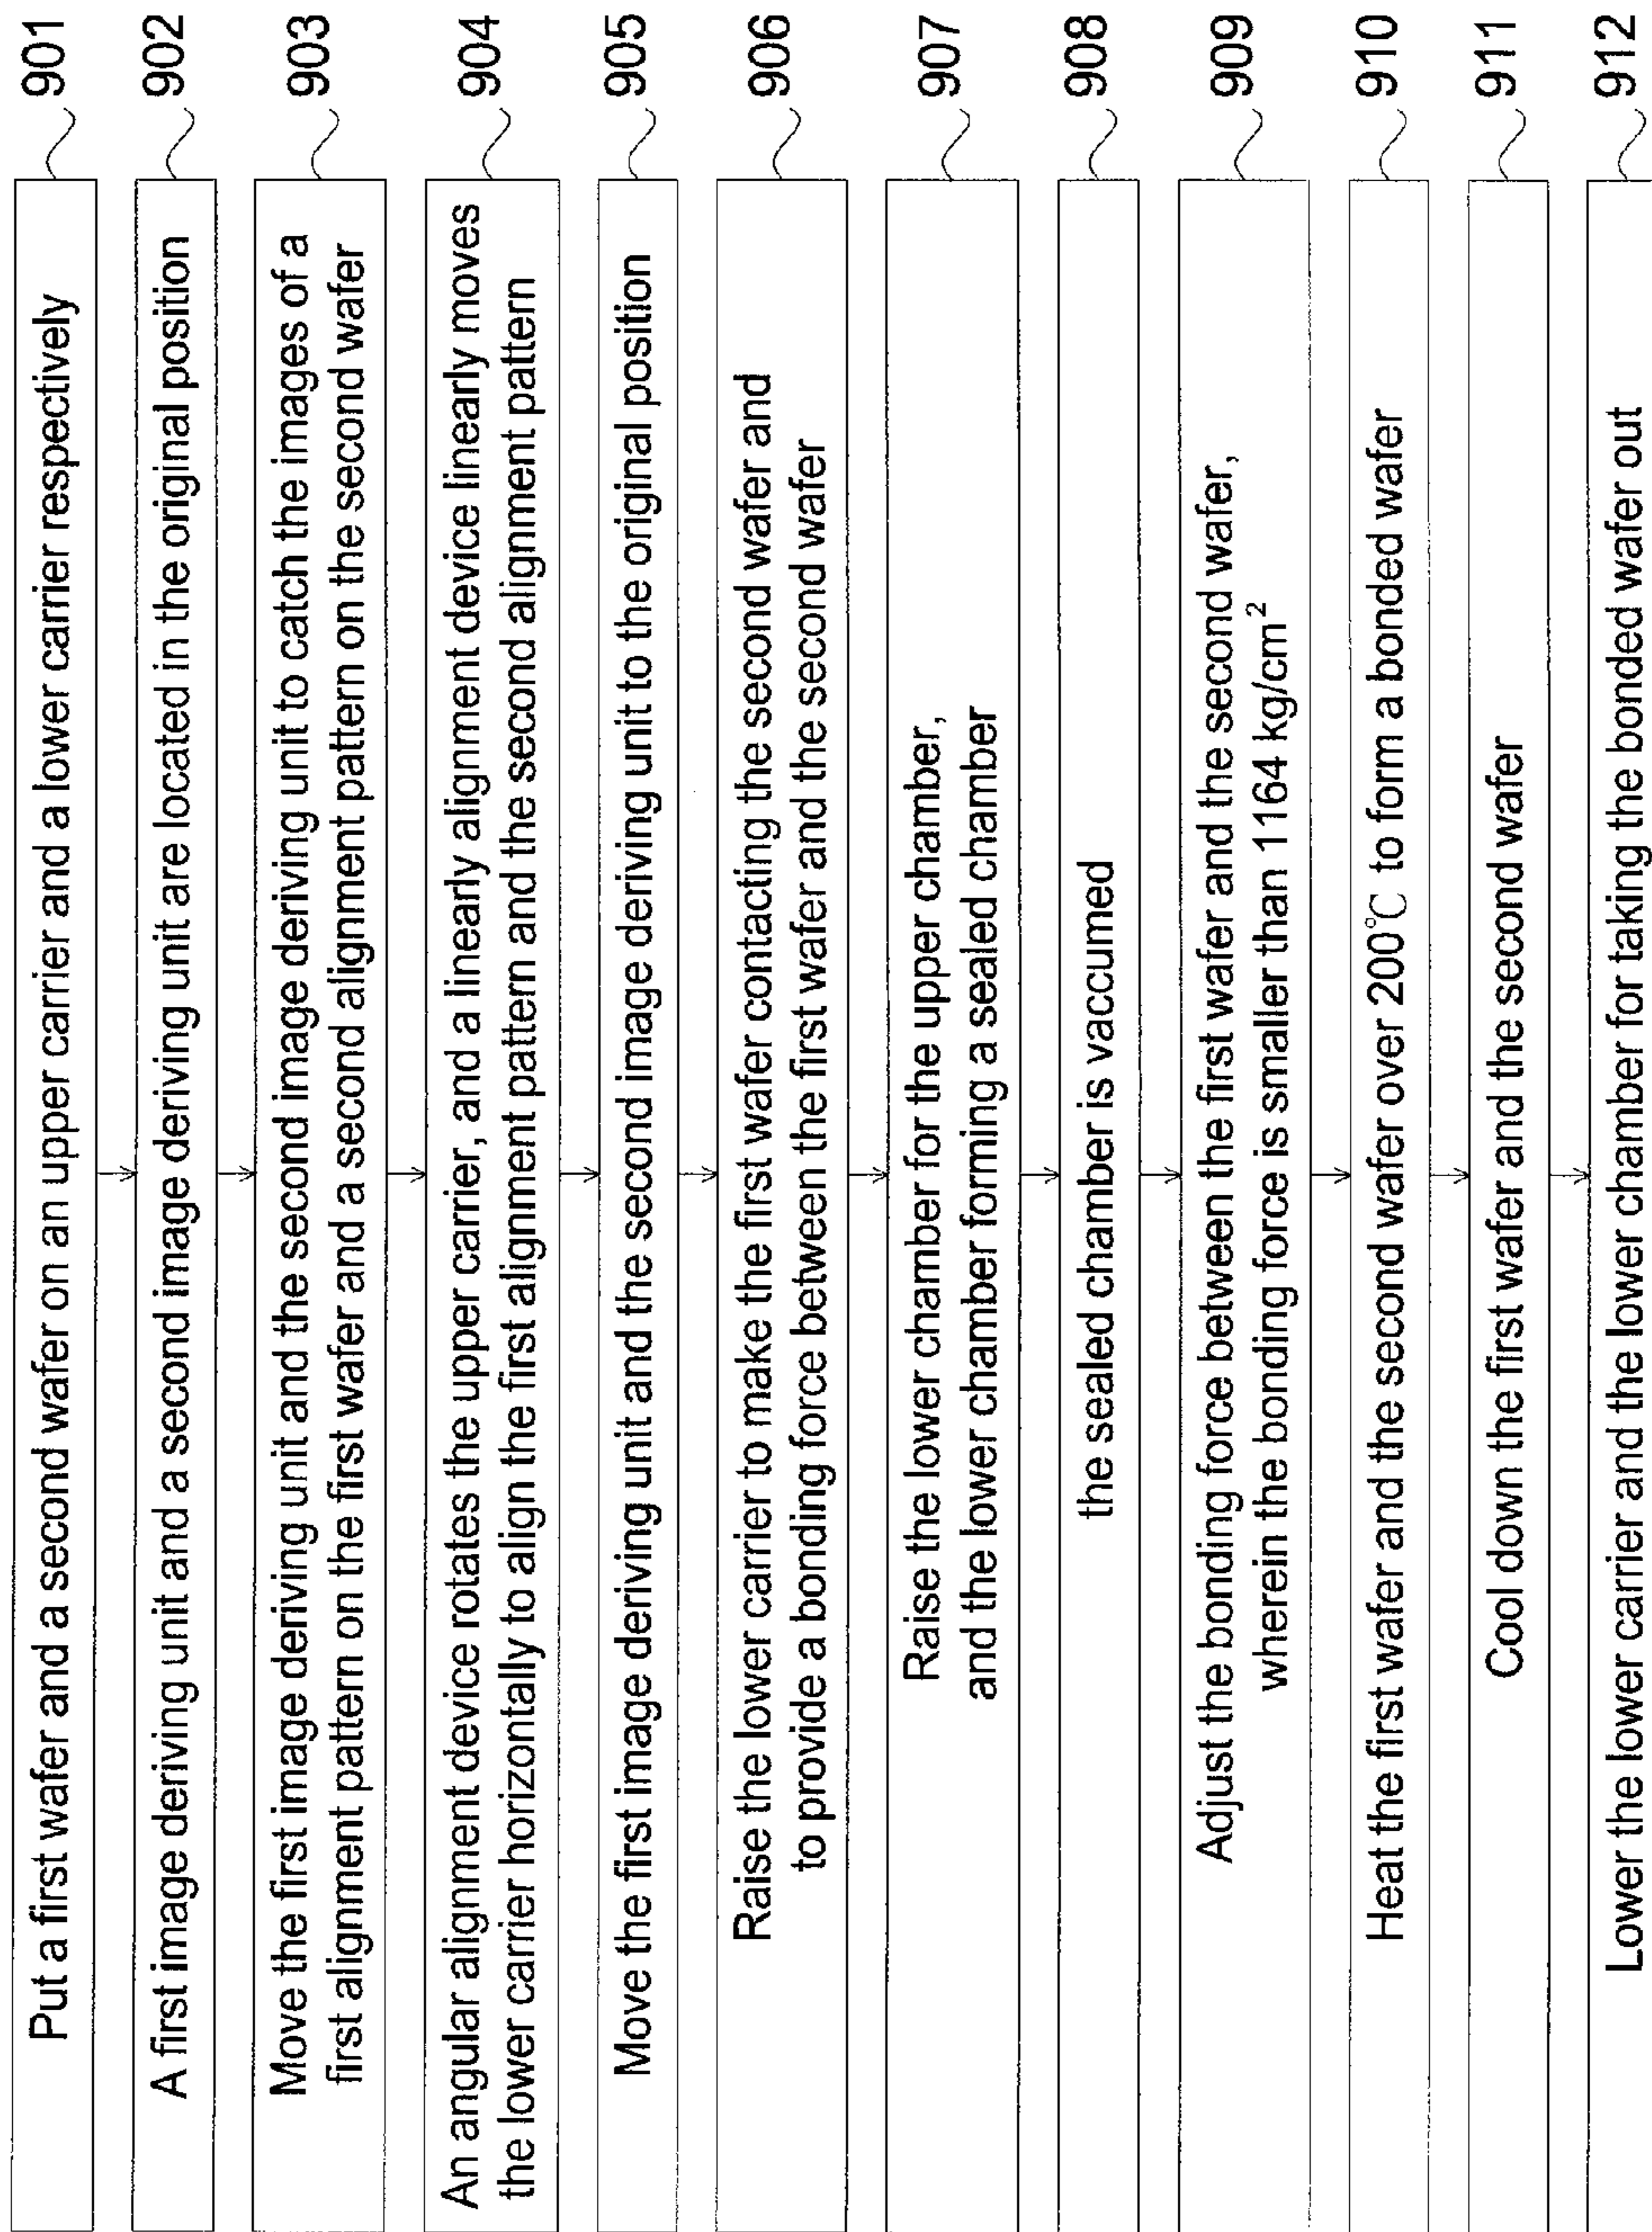 Put a first wafer and a second wafer on an upper carrier and a lower carrier respectively 901
A first image deriving unit and a second image deriving unit are located in the original position 902
Move the first image deriving unit and the second image deriving unit to catch the images of a 903
first alignment pattern on the first wafer and a second alignment pattern on the second wafer
An angular alignment device rotates the upper carrier, and a linearly alignment device linearly moves 904
the lower carrier horizontally to align the first alignment pattern and the second alignment pattern
Move the first image deriving unit and the second image deriving unit to the original position 905
Raise the lower carrier to make the first wafer contacting the second wafer and 906
to provide a bonding force between the first wafer and the second wafer
Raise the lower chamber for the upper chamber, 907
and the lower chamber forming a sealed chamber
the sealed chamber is vaccumed 908
Adjust the bonding force between the first wafer and the second wafer, 909
wherein the bonding force is smaller than 1164 kg/cm²
Heat the first wafer and the second wafer over 200℃ to form a bonded wafer 910
Cool down the first wafer and the second wafer 911
Lower the lower carrier and the lower chamber for taking the bonded wafer out 912